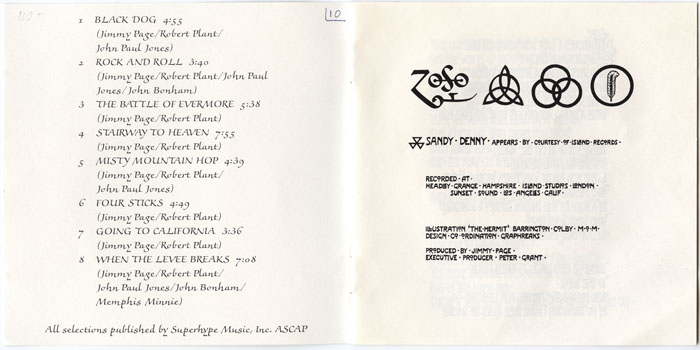 10
1 BLACK DOG 4:55
(Jimmy Page/Robert Plant/
John Paul Jones)
2 ROCK AND ROLL 3:40
(Jimmy Page/Robert Plant/John Paul
Jones/John Bonham)
3 THE BATTLE OF EVERMORE 5:38
(Jimmy Page/Robert Plant)
4 STAIRWAY TO HEAVEN 7:55
(Jimmy Page/Robert Plant)
5 MISTY MOUNTAIN HOP 4:39
(Jimmy Page/Robert Plant/
John Paul Jones)
6 FOUR STICKS 4:49
(Jimmy Page/Robert Plant)
7 GOING TO CALIFORNIA 3:36
(Jimmy Page/Robert Plant)
8 WHEN THE LEVEE BREAKS 7:08
(Jimmy Page/Robert Plant/
John Paul Jones/John Bonham/
Memphis Minnie)
All selections published by Superhype Music, Inc. ASCAP
ZOSO
SANDY · DENNY · APPEARS · BY · COURTESY · OF · ISLAND · RECORDS ·
RECORDED · AT ·
HEADLEY · GRANGE · HAMPSHIRE · ISLAND · STUDIOS · LONDON ·
SUNSET · SOUND · LOS · ANGELES · CALIF ·
ILLUSTRATION 'THE·HERMIT' BARRINGTON · COLBY · M·O·M·
DESIGN · CO-ORDINATION · GRAPHREAKS ·
PRODUCED · BY · JIMMY · PAGE ·
EXECUTIVE · PRODUCER · PETER · GRANT ·